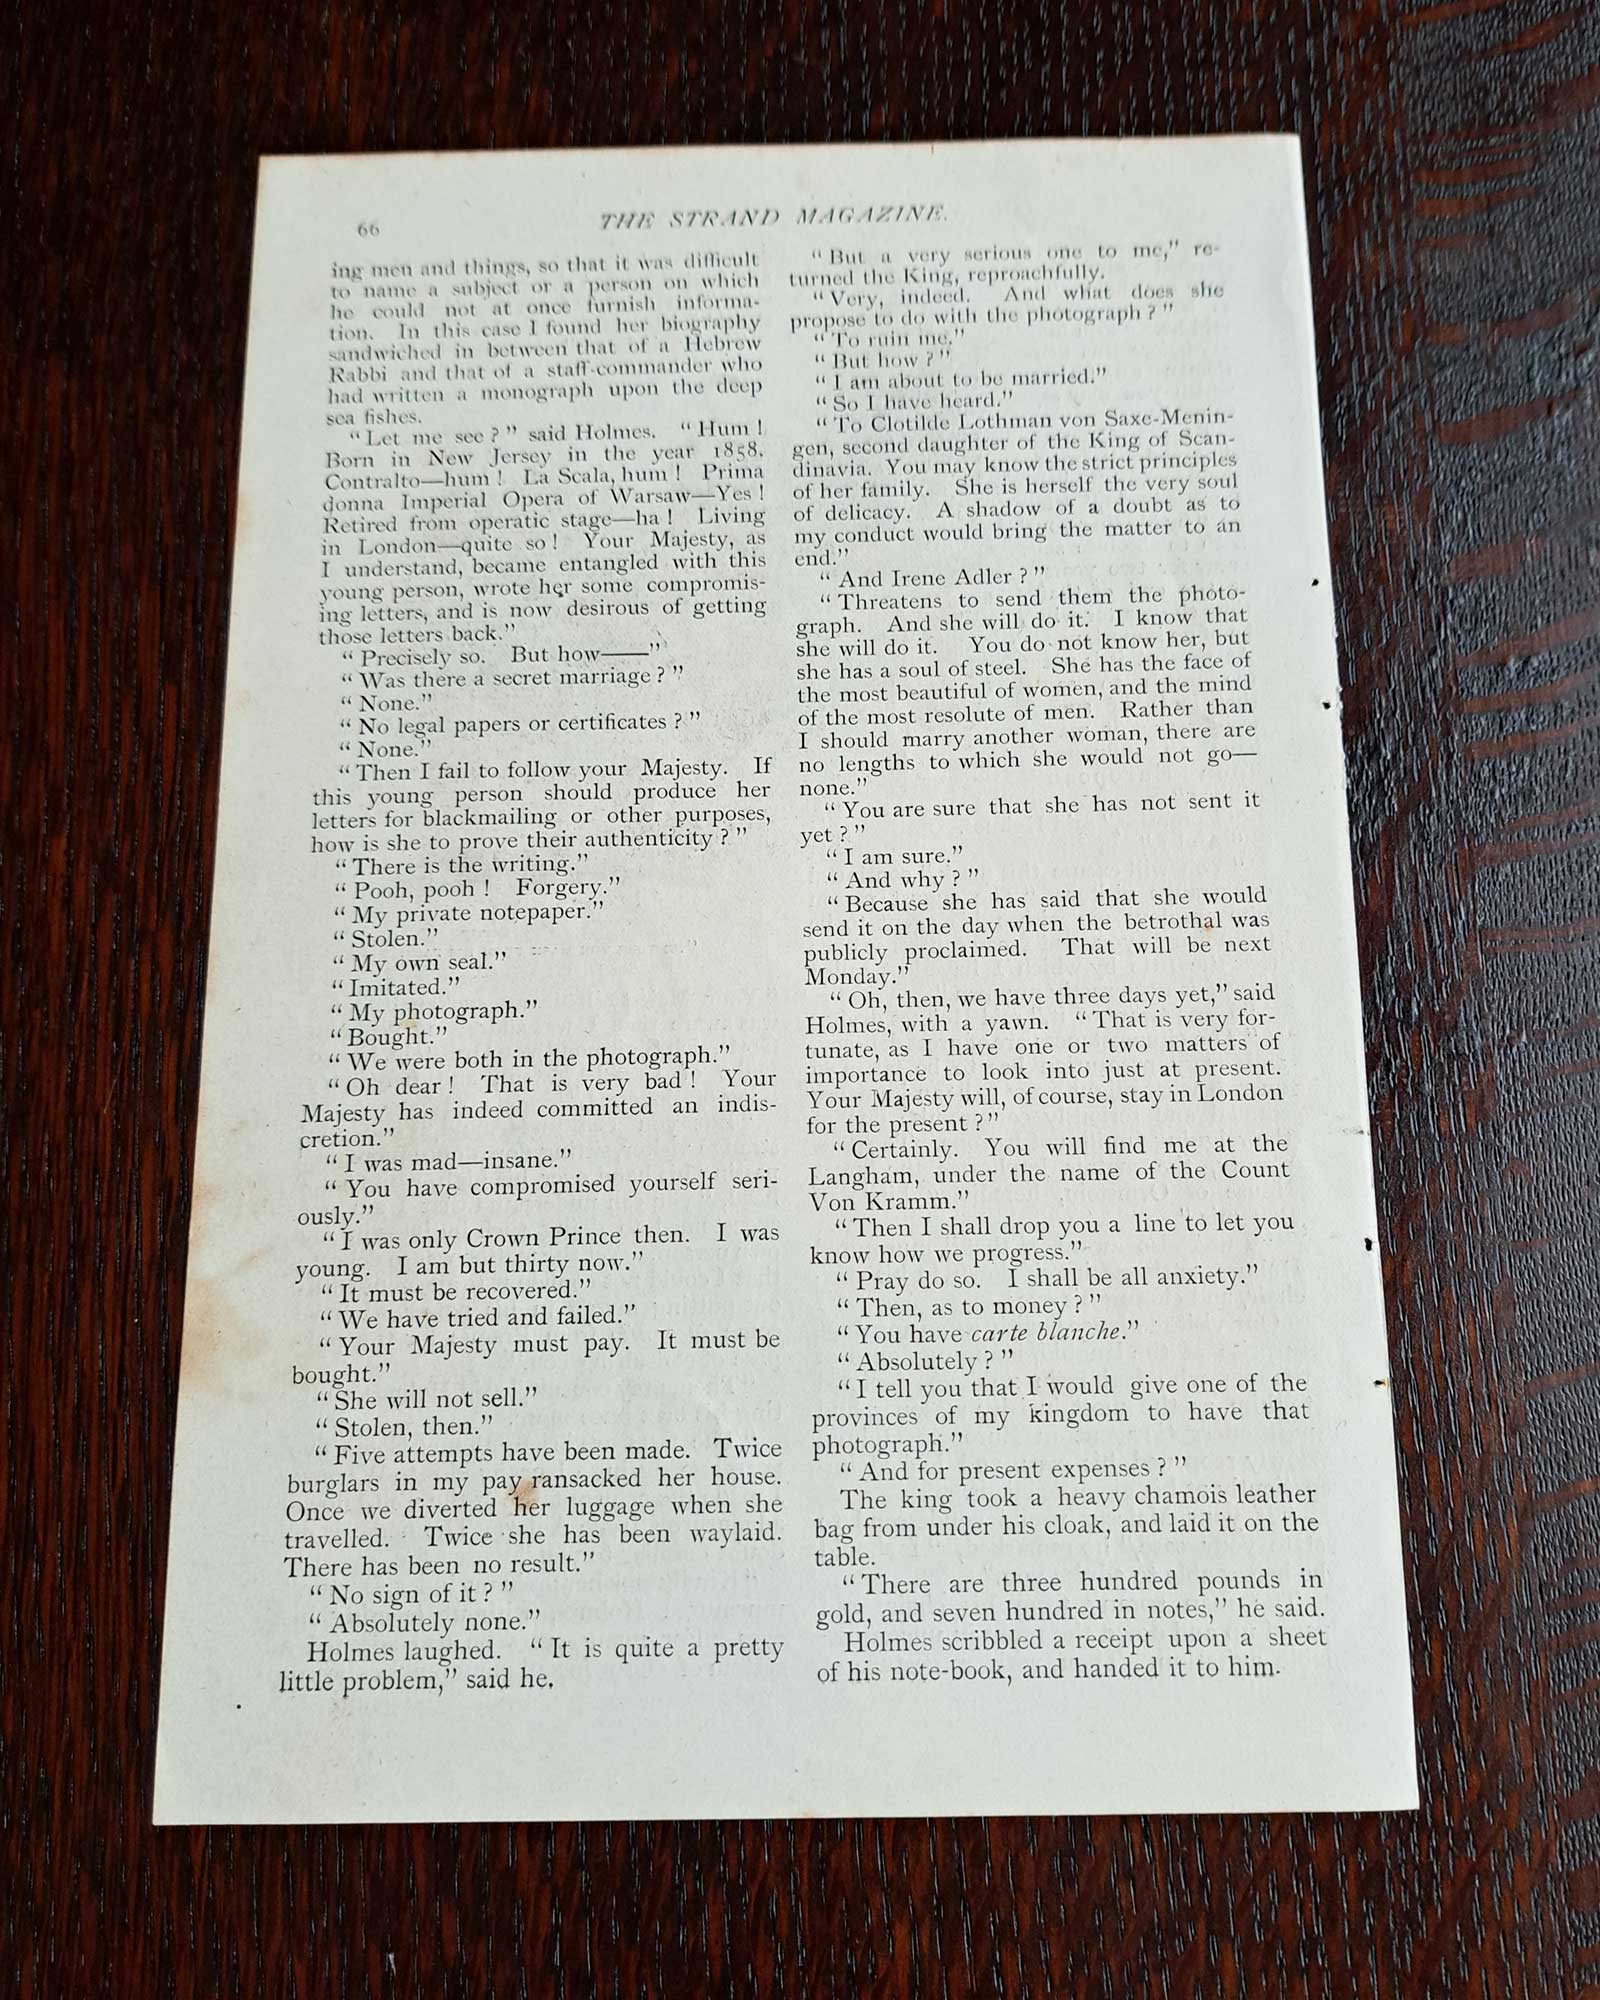 66
THE STRAND MAGAZINE.
ing men and things, so that it was difficult
to name a subject or a person on which
he could not at once furnish informa-
tion. In this case I found her biography
sandwiched in between that of a Hebrew
Rabbi and that of a staff-commander who
had written a monograph upon the deep
sea fishes.
“Let me see?” said Holmes. “Hum!
Born in New Jersey in the year 1858.
Contralto—hum! La Scala, hum! Prima
donna Imperial Opera of Warsaw—Yes!
Retired from operatic stage—ha! Living
in London—quite so! Your Majesty, as
I understand, became entangled with this
young person, wrote her some compromis-
ing letters, and is now desirous of getting
those letters back.”
“Precisely so. But how——”
“Was there a secret marriage?”
“None.”
“No legal papers or certificates?”
“None.”
“Then I fail to follow your Majesty. If
this young person should produce her
letters for blackmailing or other purposes,
how is she to prove their authenticity?”
“There is the writing.”
“Pooh, pooh! Forgery.”
“My private notepaper.”
“Stolen.”
“My own seal.”
“Imitated.”
“My photograph.”
“Bought.”
“We were both in the photograph.”
“Oh dear! That is very bad! Your
Majesty has indeed committed an indis-
cretion.”
“I was mad—insane.”
“You have compromised yourself seri-
ously.”
“I was only Crown Prince then. I was
young. I am but thirty now.”
“It must be recovered.”
“We have tried and failed.”
“Your Majesty must pay. It must be
bought.”
“She will not sell.”
“Stolen, then.”
“Five attempts have been made. Twice
burglars in my pay ransacked her house.
Once we diverted her luggage when she
travelled. Twice she has been waylaid.
There has been no result.”
“No sign of it?”
“Absolutely none.”
Holmes laughed. “It is quite a pretty
little problem,” said he.
“But a very serious one to me,” re-
turned the King, reproachfully.
“Very, indeed. And what does she
propose to do with the photograph?”
“To ruin me.”
“But how?”
“I am about to be married.”
“So I have heard.”
“To Clotilde Lothman von Saxe-Menin-
gen, second daughter of the King of Scan-
dinavia. You may know the strict principles
of her family. She is herself the very soul
of delicacy. A shadow of a doubt as to
my conduct would bring the matter to an
end.”
“And Irene Adler?”
“Threatens to send them the photo-
graph. And she will do it. I know that
she will do it. You do not know her, but
she has a soul of steel. She has the face of
the most beautiful of women, and the mind
of the most resolute of men. Rather than
I should marry another woman, there are
no lengths to which she would not go—
none.”
“You are sure that she has not sent it
yet?”
“I am sure.”
“And why?”
“Because she has said that she would
send it on the day when the betrothal was
publicly proclaimed. That will be next
Monday.”
“Oh, then, we have three days yet,” said
Holmes, with a yawn. “That is very for-
tunate, as I have one or two matters of
importance to look into just at present.
Your Majesty will, of course, stay in London
for the present?”
“Certainly. You will find me at the
Langham, under the name of the Count
Von Kramm.”
“Then I shall drop you a line to let you
know how we progress.”
“Pray do so. I shall be all anxiety.”
“Then, as to money?”
“You have carte blanche.”
“Absolutely?”
“I tell you that I would give one of the
provinces of my kingdom to have that
photograph.”
“And for present expenses?”
The king took a heavy chamois leather
bag from under his cloak, and laid it on the
table.
“There are three hundred pounds in
gold, and seven hundred in notes,” he said.
Holmes scribbled a receipt upon a sheet
of his note-book, and handed it to him.